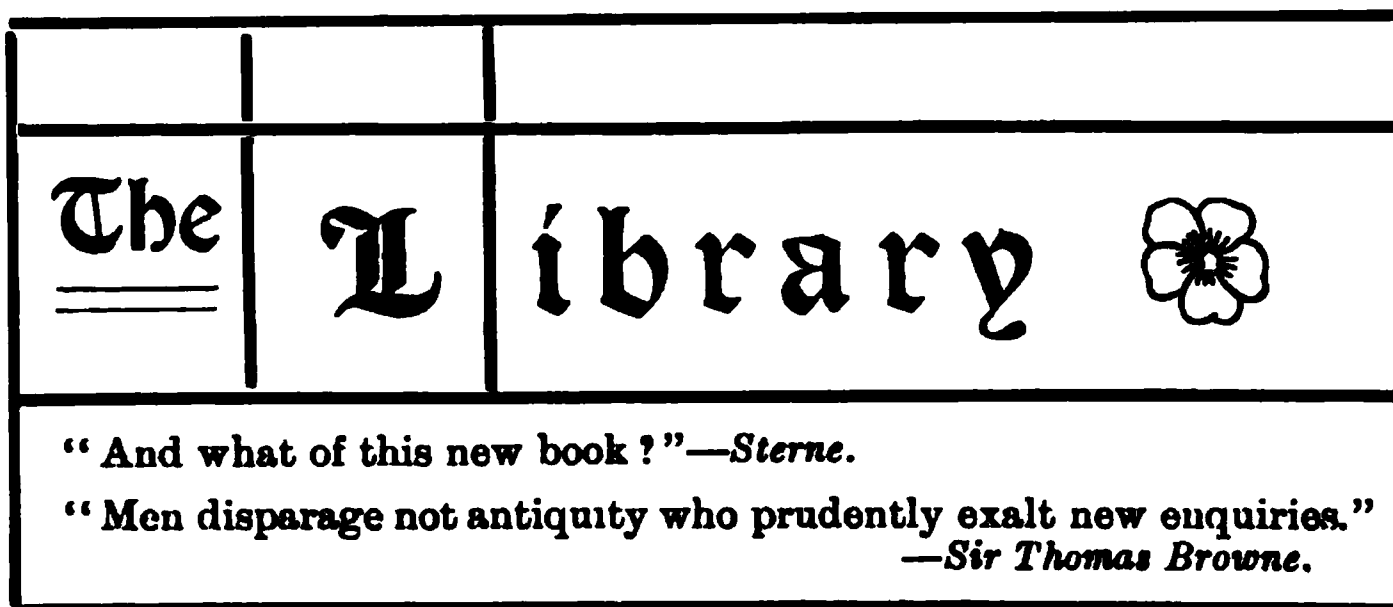 The Library
“And what of this new book?”—Sterne.
“Men disparage not antiquity who prudently exalt new enquiries.”
—Sir Thomas Browne.